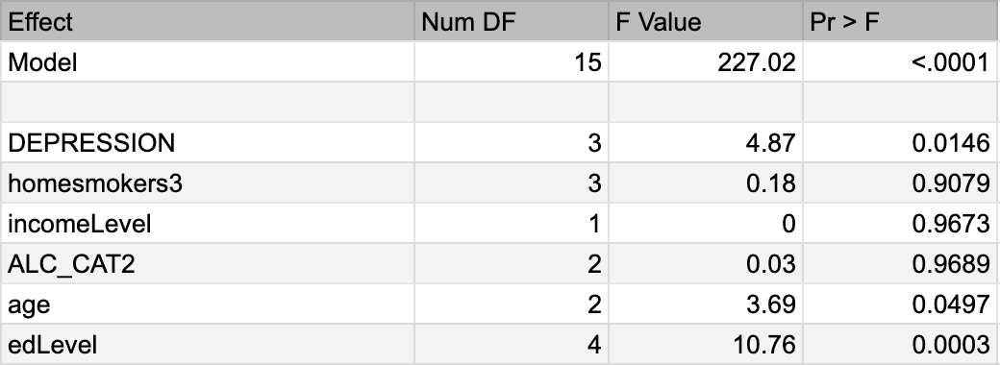 Effect Num DF F Value Pr > F
Model 15 227.02 <.0001
DEPRESSION 3 4.87 0.0146
homesmokers3 3 0.18 0.9079
incomeLevel 1 0 0.9673
ALC_CAT2 2 0.03 0.9689
age 2 3.69 0.0497
edLevel 4 10.76 0.0003